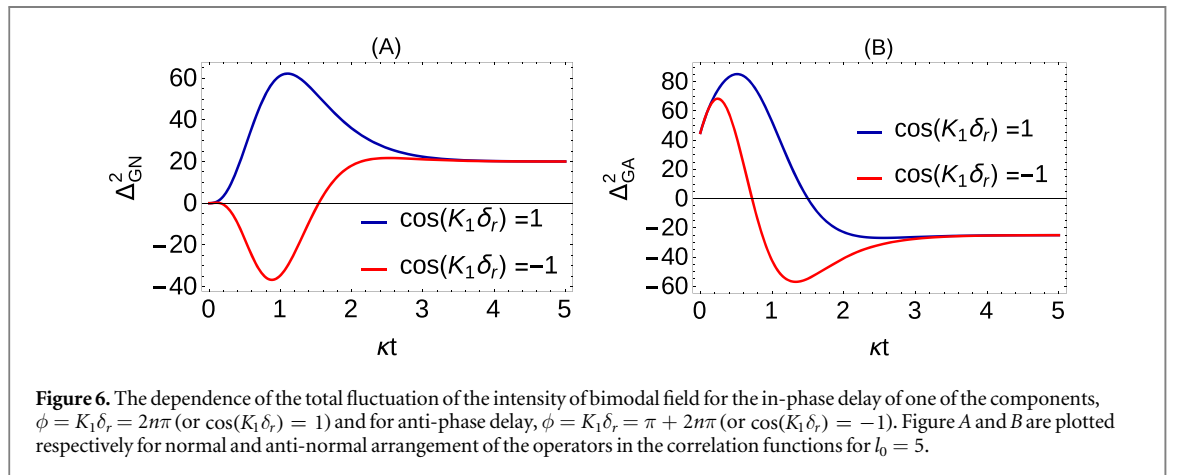 (A)
(B)
Δ²_GN
60
40
20
0
−20
−40
0 1 2 3 4 5
κt
cos(K₁δᵣ) =1
cos(K₁δᵣ) =−1
Δ²_GA
80
60
40
20
0
−20
−40
−60
0 1 2 3 4 5
κt
cos(K₁δᵣ) =1
cos(K₁δᵣ) =−1
Figure 6. The dependence of the total fluctuation of the intensity of bimodal field for the in-phase delay of one of the components,
ϕ = K₁δᵣ = 2nπ (or cos(K₁δᵣ) = 1) and for anti-phase delay, ϕ = K₁δᵣ = π + 2nπ (or cos(K₁δᵣ) = −1). Figure A and B are plotted
respectively for normal and anti-normal arrangement of the operators in the correlation functions for l₀ = 5.